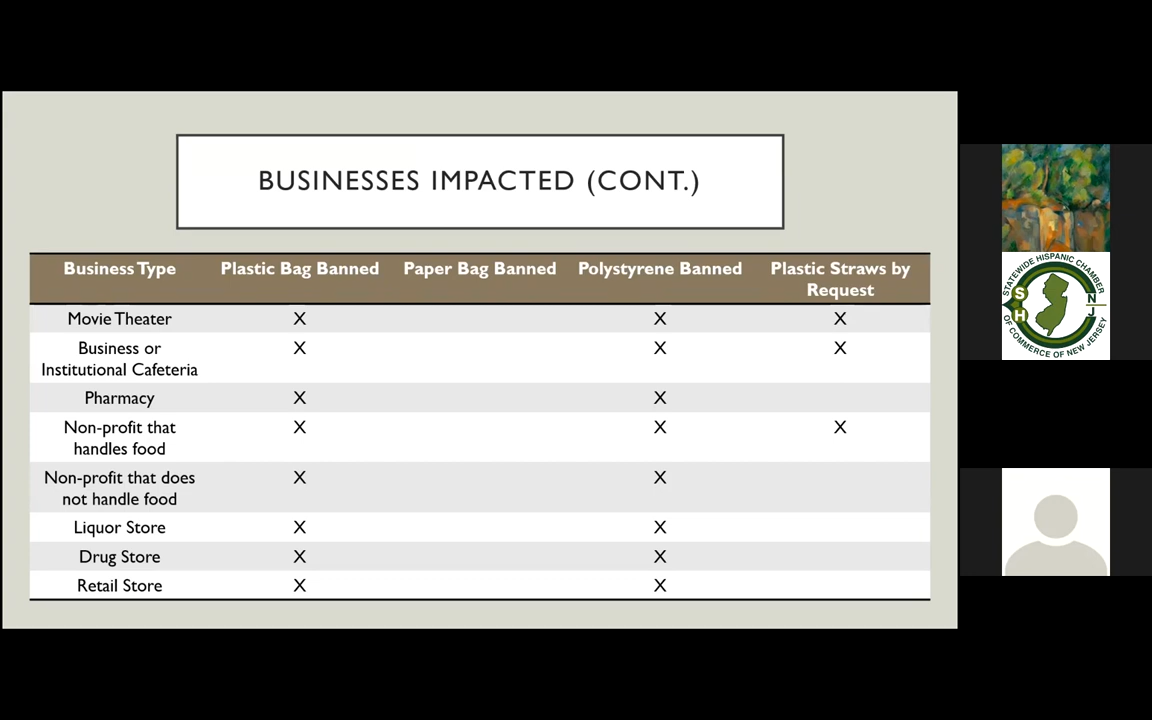 BUSINESSES IMPACTED (CONT.)
Business Type Plastic Bag Banned Paper Bag Banned Polystyrene Banned Plastic Straws by
Request
Movie Theater X X X
Business or
Institutional Cafeteria X X X
Pharmacy X X
Non-profit that
handles food X X X
Non-profit that does
not handle food X X
Liquor Store X X
Drug Store X X
Retail Store X X
STATEWIDE HISPANIC CHAMBER
OF COMMERCE OF NEW JERSEY
S N
H J